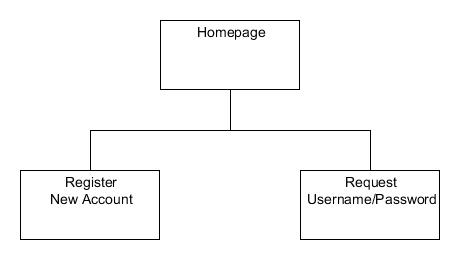 Homepage
Register
New Account
Request
Username/Password